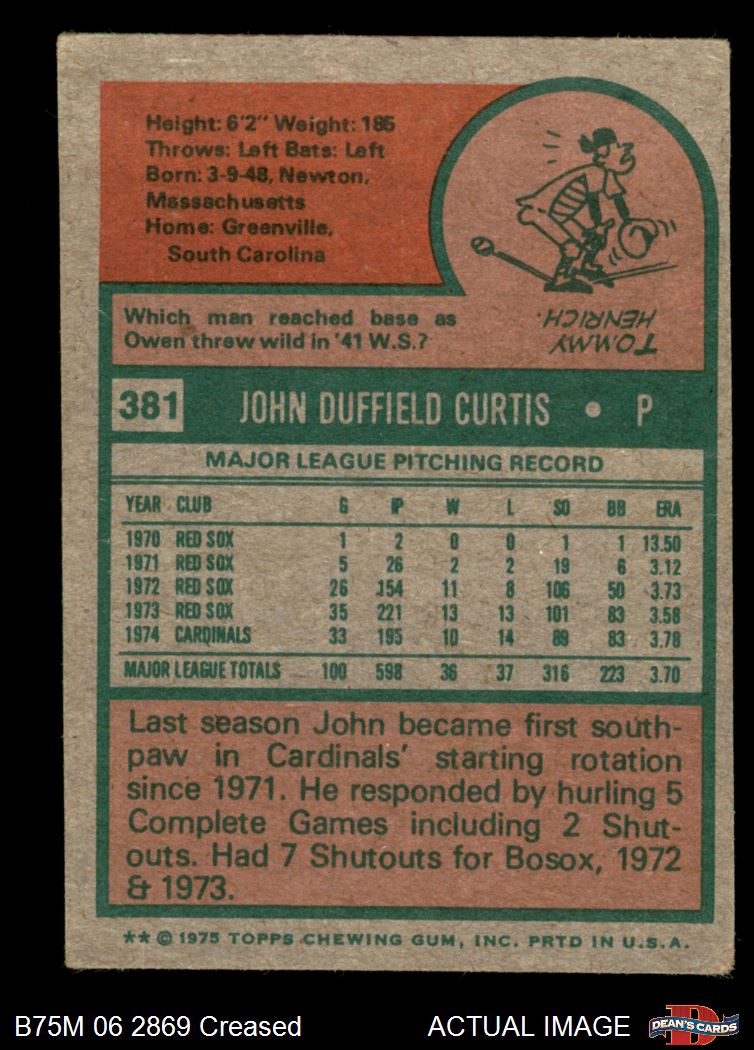 Height: 6'2" Weight: 185
Throws: Left Bats: Left
Born: 3-9-48, Newton,
Massachusetts
Home: Greenville,
South Carolina
Which man reached base as
Owen threw wild in '41 W.S.?
TOMMY
HENRICH.
381 JOHN DUFFIELD CURTIS • P
MAJOR LEAGUE PITCHING RECORD
YEAR CLUB G IP W L SO BB ERA
1970 RED SOX 1 2 0 0 1 1 13.50
1971 RED SOX 5 26 2 2 19 6 3.12
1972 RED SOX 26 154 11 8 106 50 3.73
1973 RED SOX 35 221 13 13 101 83 3.58
1974 CARDINALS 33 195 10 14 89 83 3.78
MAJOR LEAGUE TOTALS 100 598 36 37 316 223 3.70
Last season John became first south-
paw in Cardinals' starting rotation
since 1971. He responded by hurling 5
Complete Games including 2 Shut-
outs. Had 7 Shutouts for Bosox, 1972
& 1973.
** © 1975 TOPPS CHEWING GUM, INC. PRTD IN U.S.A.
B75M 06 2869 Creased ACTUAL IMAGE
D
DEAN'S CARDS